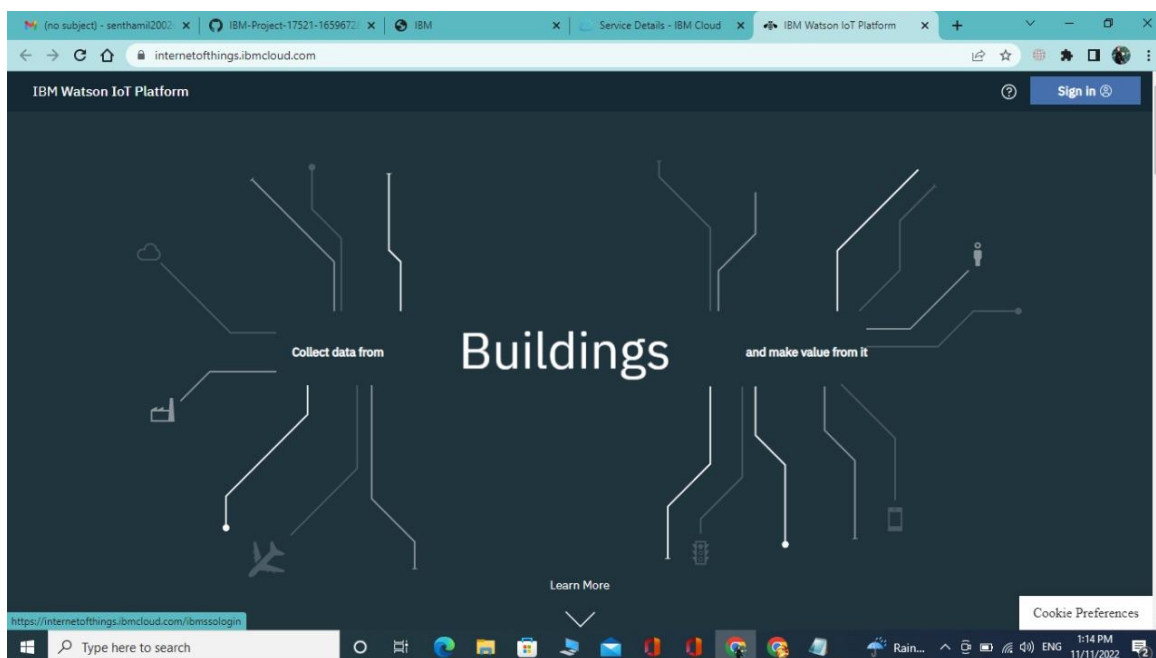 (no subject) - senthamil2002
IBM-Project-17521-1659672
IBM
Service Details - IBM Cloud
IBM Watson IoT Platform
internetofthings.ibmcloud.com
IBM Watson IoT Platform
Sign in
Collect data from
Buildings
and make value from it
Learn More
Cookie Preferences
https://internetofthings.ibmcloud.com/ibmssologin
Type here to search
Rain...
ENG
1:14 PM
11/11/2022
2